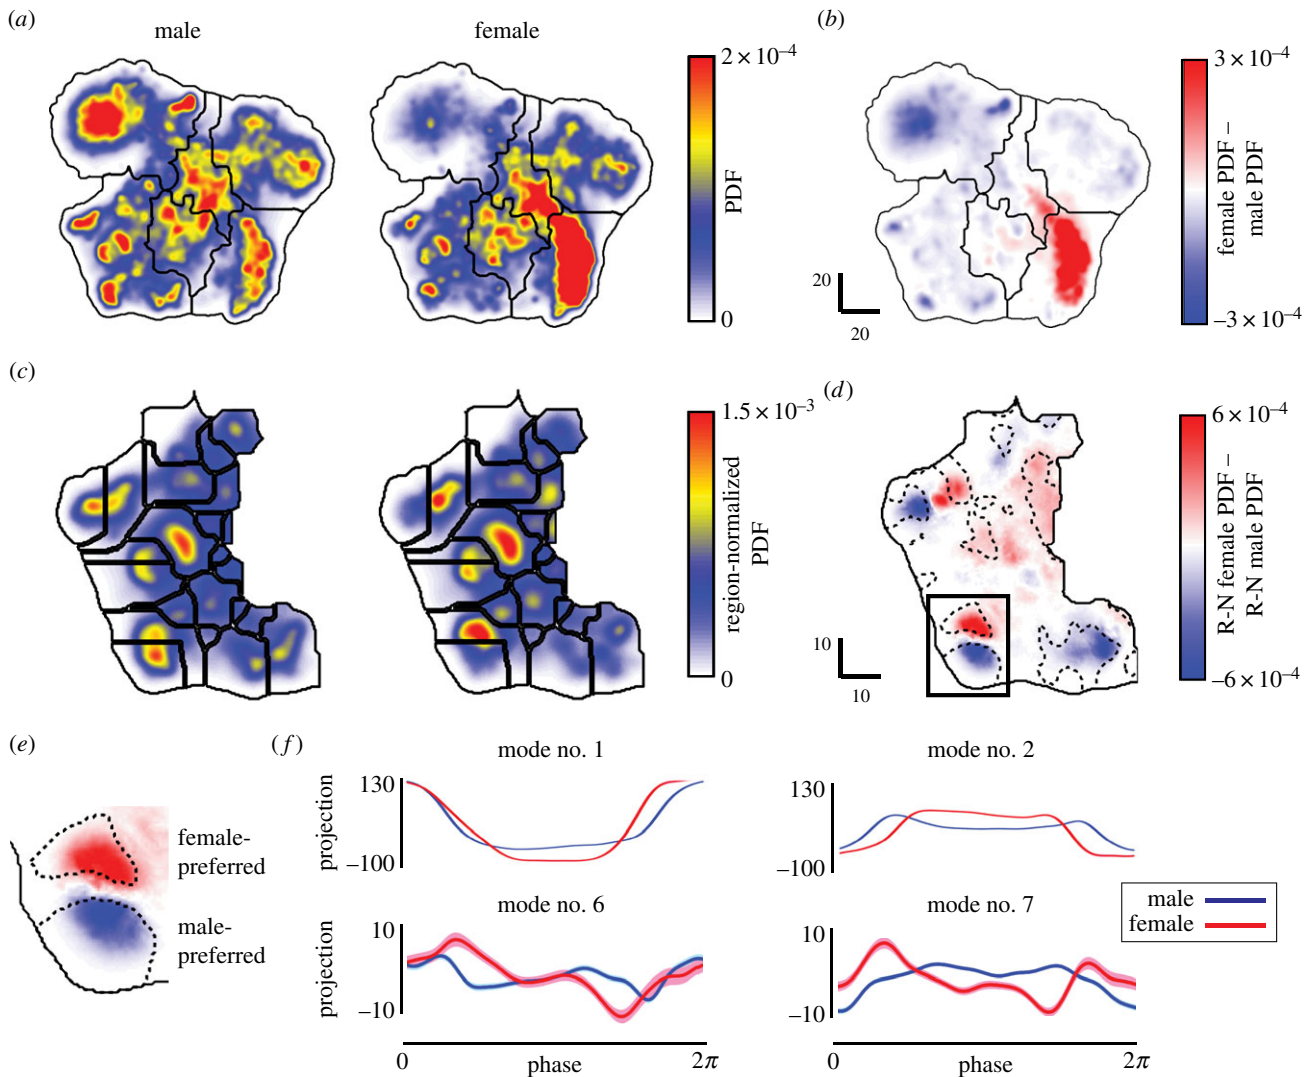 (a)
male
female
2 × 10–4
PDF
0
(b)
3 × 10–4
female PDF –
male PDF
–3 × 10–4
20
20
(c)
1.5 × 10–3
region-normalized
PDF
0
(d)
6 × 10–4
R-N female PDF –
R-N male PDF
–6 × 10–4
10
10
(e)
female-
preferred
male-
preferred
(f)
mode no. 1
130
projection
–100
mode no. 2
130
–100
mode no. 6
10
projection
–10
mode no. 7
10
–10
male
female
0
phase
2π
0
phase
2π